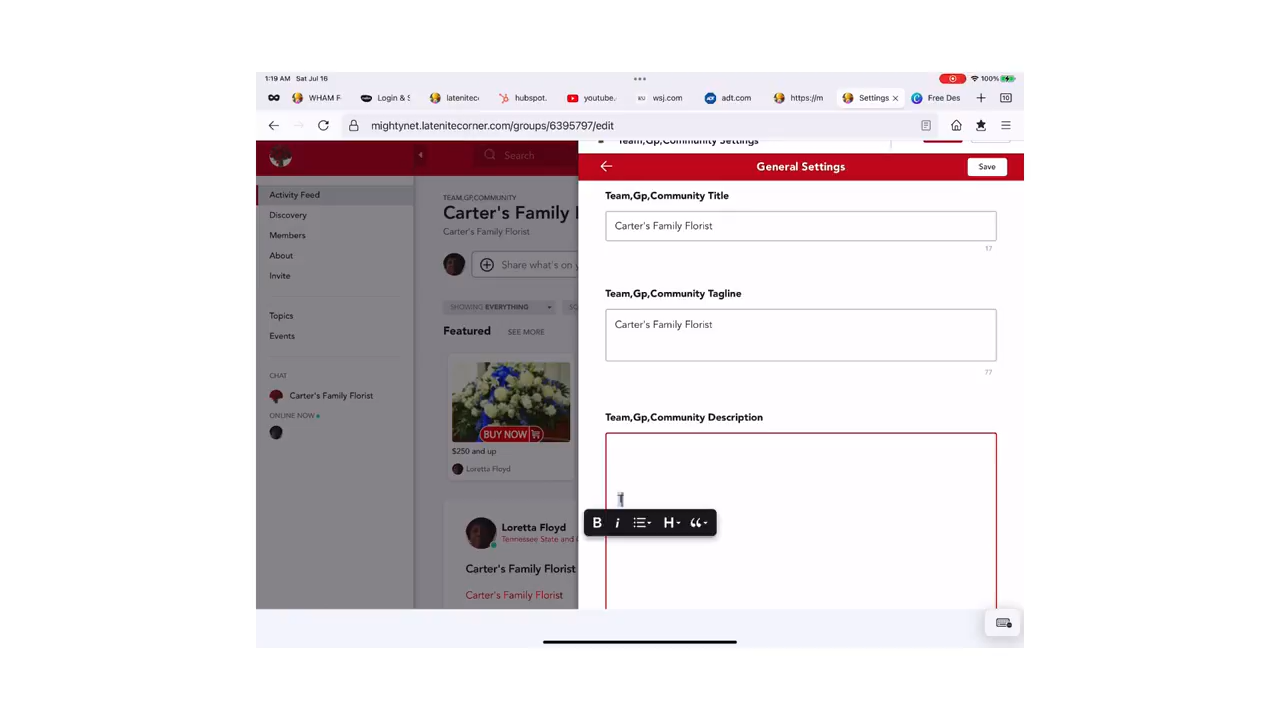 1:19 AM Sat Jul 16
100%
WHAM F
Login & S
latenitec
hubspot.
youtube.
wsj.com
adt.com
https://m
Settings
Free Des
10
mightynet.latenitecorner.com/groups/6395797/edit
Team,Gp,Community Settings
Search
General Settings
Save
Activity Feed
Discovery
Members
About
Invite
Topics
Events
CHAT
Carter's Family Florist
ONLINE NOW
TEAM,GP,COMMUNITY
Carter's Family
Carter's Family Florist
Share what's on y
SHOWING EVERYTHING
Featured
SEE MORE
BUY NOW
$250 and up
Loretta Floyd
Loretta Floyd
Tennessee State and
Carter's Family Florist
Carter's Family Florist
Team,Gp,Community Title
Carter's Family Florist
17
Team,Gp,Community Tagline
Carter's Family Florist
77
Team,Gp,Community Description
T
B i H